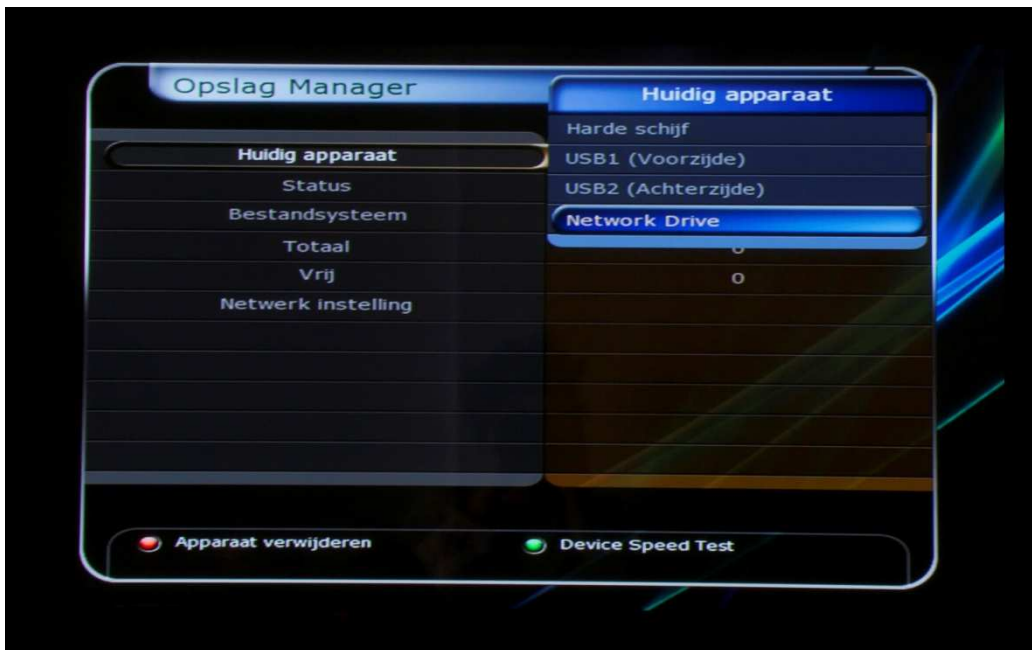 Opslag Manager
Huidig apparaat
Harde schijf
USB1 (Voorzijde)
USB2 (Achterzijde)
Network Drive
Huidig apparaat
Status
Bestandsysteem
Totaal
0
Vrij
0
Netwerk instelling
Apparaat verwijderen
Device Speed Test